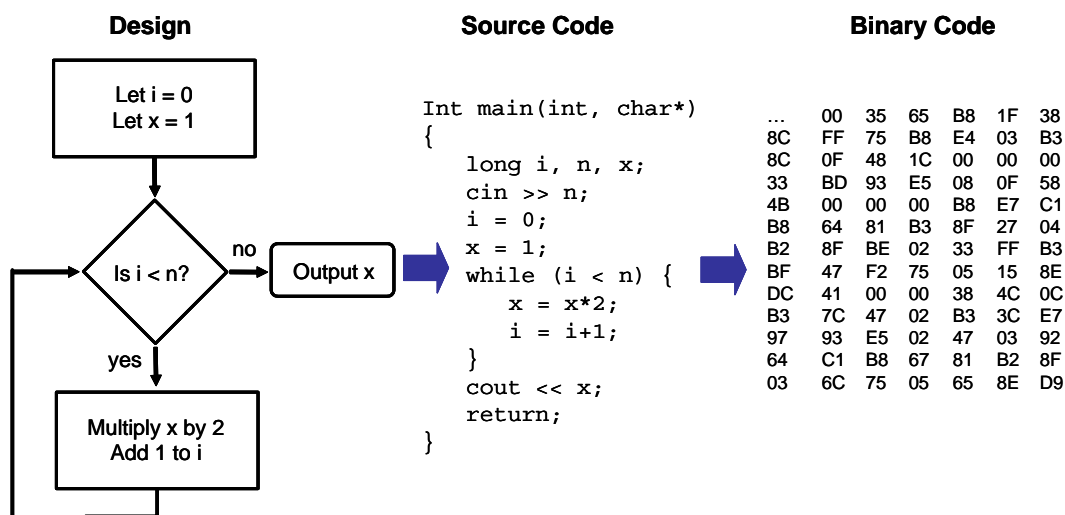 Design
Let i = 0
Let x = 1
Is i < n?
no
Output x
yes
Multiply x by 2
Add 1 to i
Source Code
Int main(int, char*)
{
long i, n, x;
cin >> n;
i = 0;
x = 1;
while (i < n) {
x = x*2;
i = i+1;
}
cout << x;
return;
}
Binary Code
... 00 35 65 B8 1F 38
8C FF 75 B8 E4 03 B3
8C 0F 48 1C 00 00 00
33 BD 93 E5 08 0F 58
4B 00 00 00 B8 E7 C1
B8 64 81 B3 8F 27 04
B2 8F BE 02 33 FF B3
BF 47 F2 75 05 15 8E
DC 41 00 00 38 4C 0C
B3 7C 47 02 B3 3C E7
97 93 E5 02 47 03 92
64 C1 B8 67 81 B2 8F
03 6C 75 05 65 8E D9